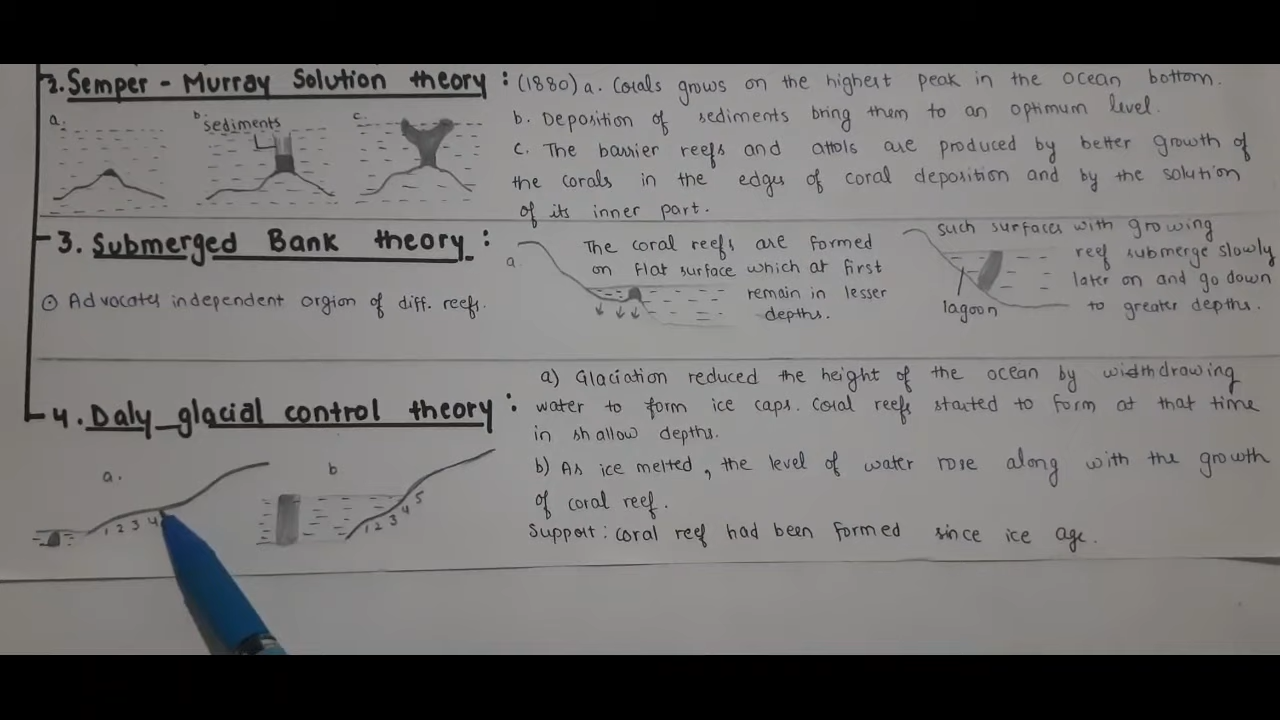 2. Semper - Murray Solution theory : (1880) a. Corals grows on the highest peak in the ocean bottom.
a. b sediments c.
b. Deposition of sediments bring them to an optimum level.
c. The barrier reefs and attols are produced by better growth of
the corals in the edges of coral deposition and by the solution
of its inner part.
3. Submerged Bank theory :
⊙ Advocates independent orgion of diff. reefs.
a
The coral reefs are formed
on flat surface which at first
remain in lesser
depths.
such surfaces with growing
reef submerge slowly
later on and go down
to greater depths.
lagoon
4. Daly glacial control theory :
a) Glaciation reduced the height of the ocean by widthdrawing
water to form ice caps. Coral reefs started to form at that time
in shallow depths.
b) As ice melted, the level of water rose along with the growth
of coral reef.
Support : coral reef had been formed since ice age.
a.
1 2 3 4
b
1 2 3 4 5